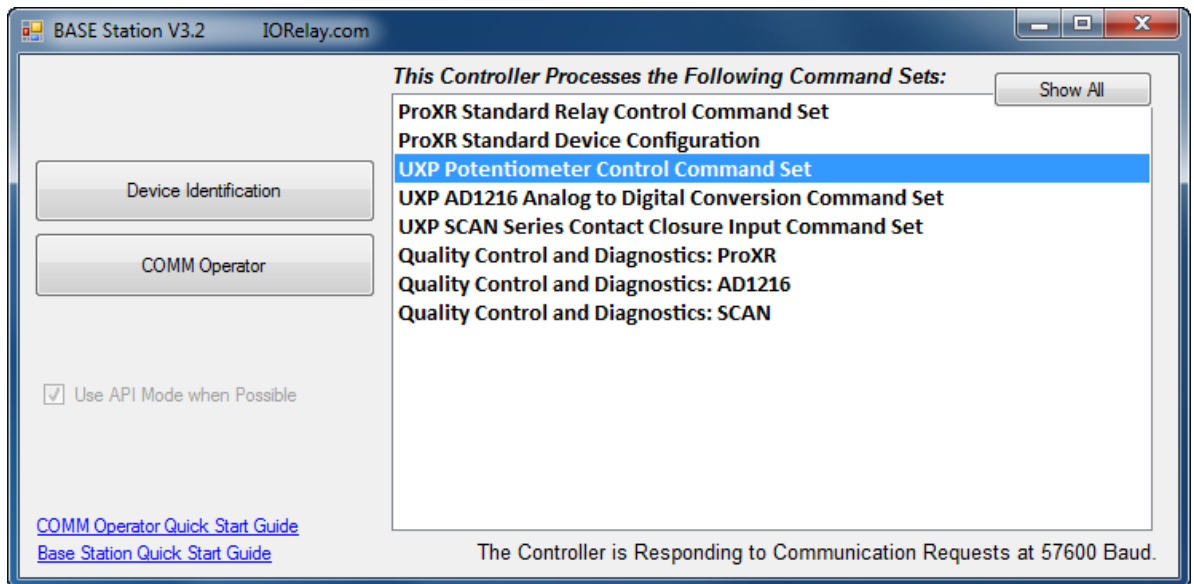 BASE Station V3.2 IORelay.com
This Controller Processes the Following Command Sets:
Show All
ProXR Standard Relay Control Command Set
ProXR Standard Device Configuration
UXP Potentiometer Control Command Set
UXP AD1216 Analog to Digital Conversion Command Set
UXP SCAN Series Contact Closure Input Command Set
Quality Control and Diagnostics: ProXR
Quality Control and Diagnostics: AD1216
Quality Control and Diagnostics: SCAN
Device Identification
COMM Operator
Use API Mode when Possible
COMM Operator Quick Start Guide
Base Station Quick Start Guide
The Controller is Responding to Communication Requests at 57600 Baud.